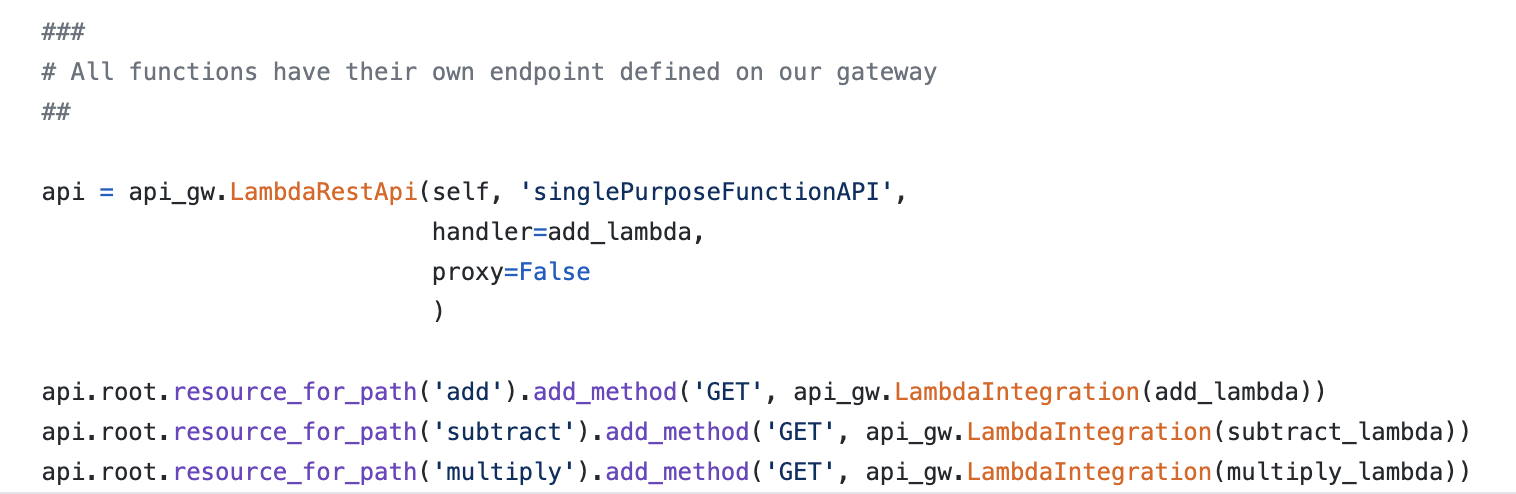 ###
# All functions have their own endpoint defined on our gateway
##
api = api_gw.LambdaRestApi(self, 'singlePurposeFunctionAPI',
handler=add_lambda,
proxy=False
)
api.root.resource_for_path('add').add_method('GET', api_gw.LambdaIntegration(add_lambda))
api.root.resource_for_path('subtract').add_method('GET', api_gw.LambdaIntegration(subtract_lambda))
api.root.resource_for_path('multiply').add_method('GET', api_gw.LambdaIntegration(multiply_lambda))